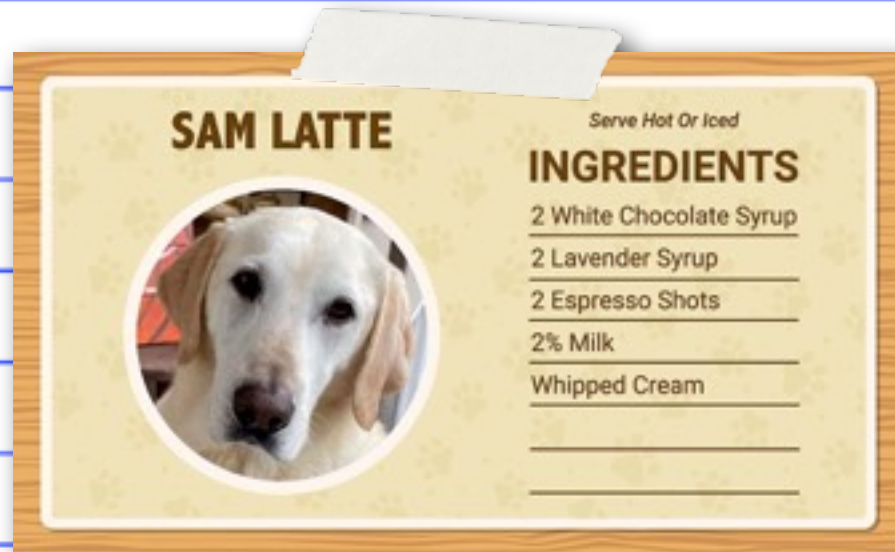 SAM LATTE
Serve Hot Or Iced
INGREDIENTS
2 White Chocolate Syrup
2 Lavender Syrup
2 Espresso Shots
2% Milk
Whipped Cream